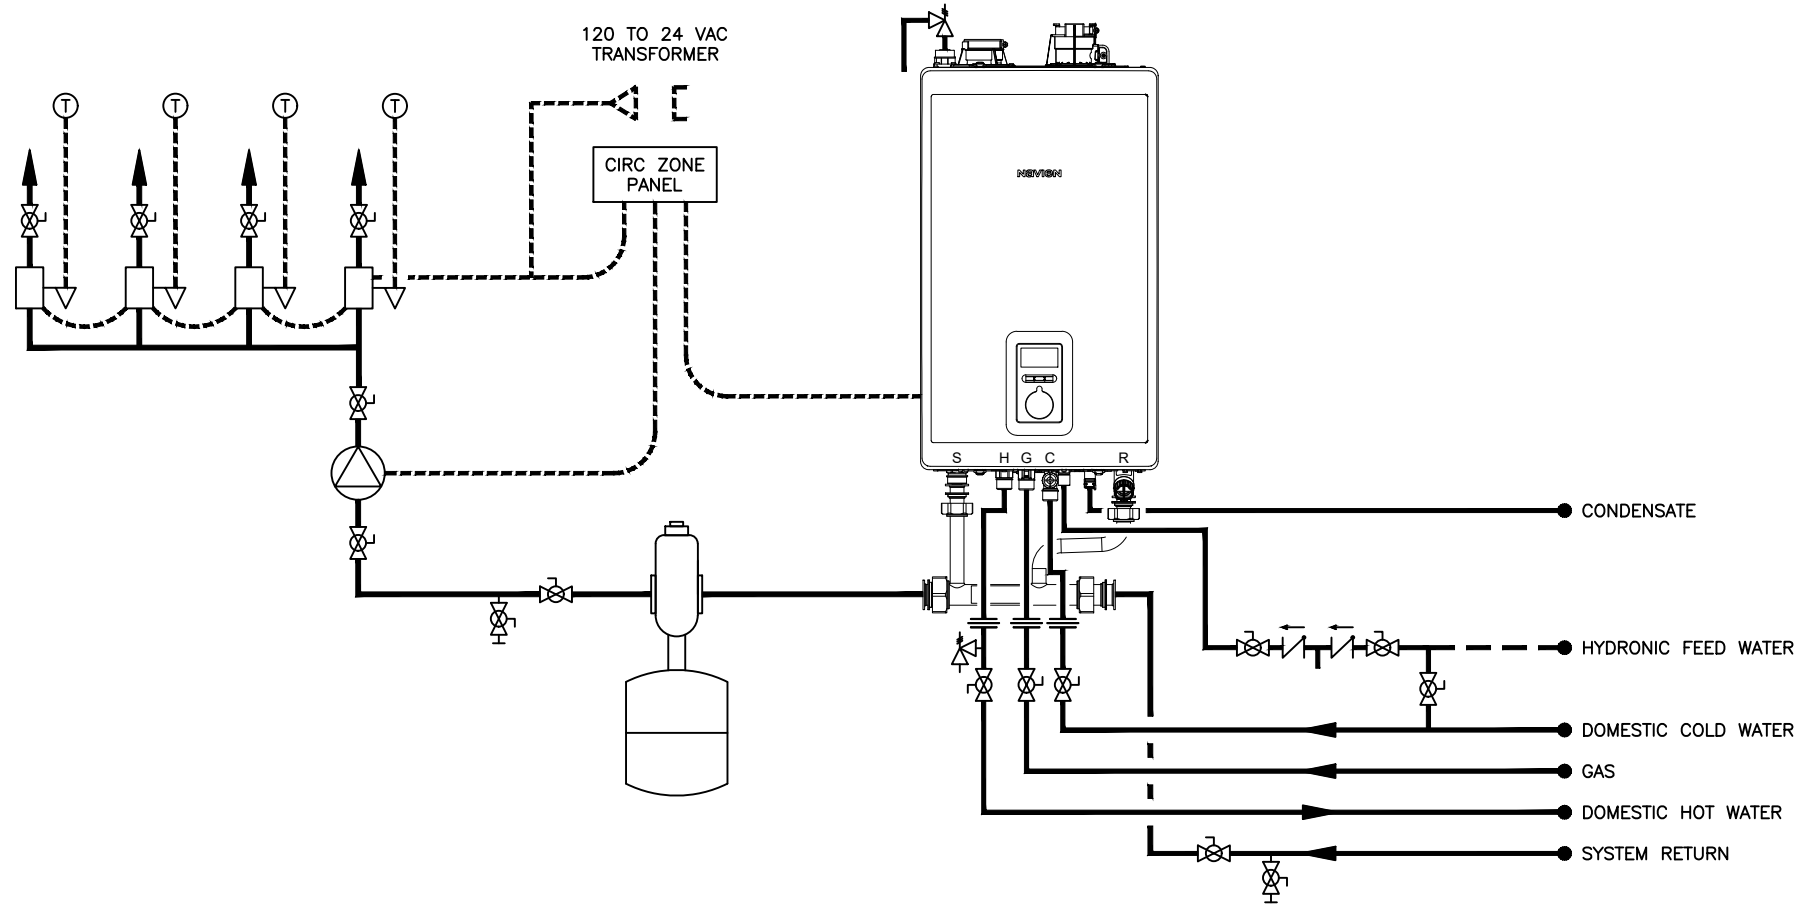 120 TO 24 VAC
TRANSFORMER
T T T T
CIRC ZONE
PANEL
NAVIEN
S H G C R
CONDENSATE
HYDRONIC FEED WATER
DOMESTIC COLD WATER
GAS
DOMESTIC HOT WATER
SYSTEM RETURN